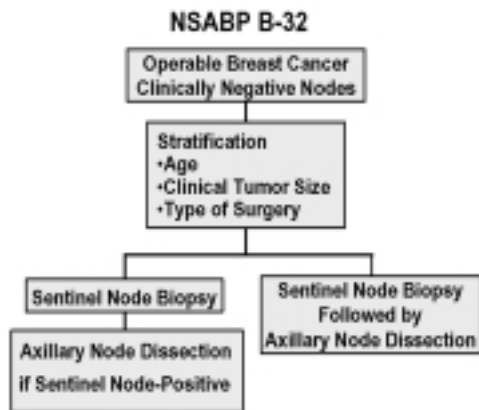 NSABP B-32
Operable Breast Cancer
Clinically Negative Nodes
Stratification
•Age
•Clinical Tumor Size
•Type of Surgery
Sentinel Node Biopsy
Axillary Node Dissection
if Sentinel Node-Positive
Sentinel Node Biopsy
Followed by
Axillary Node Dissection